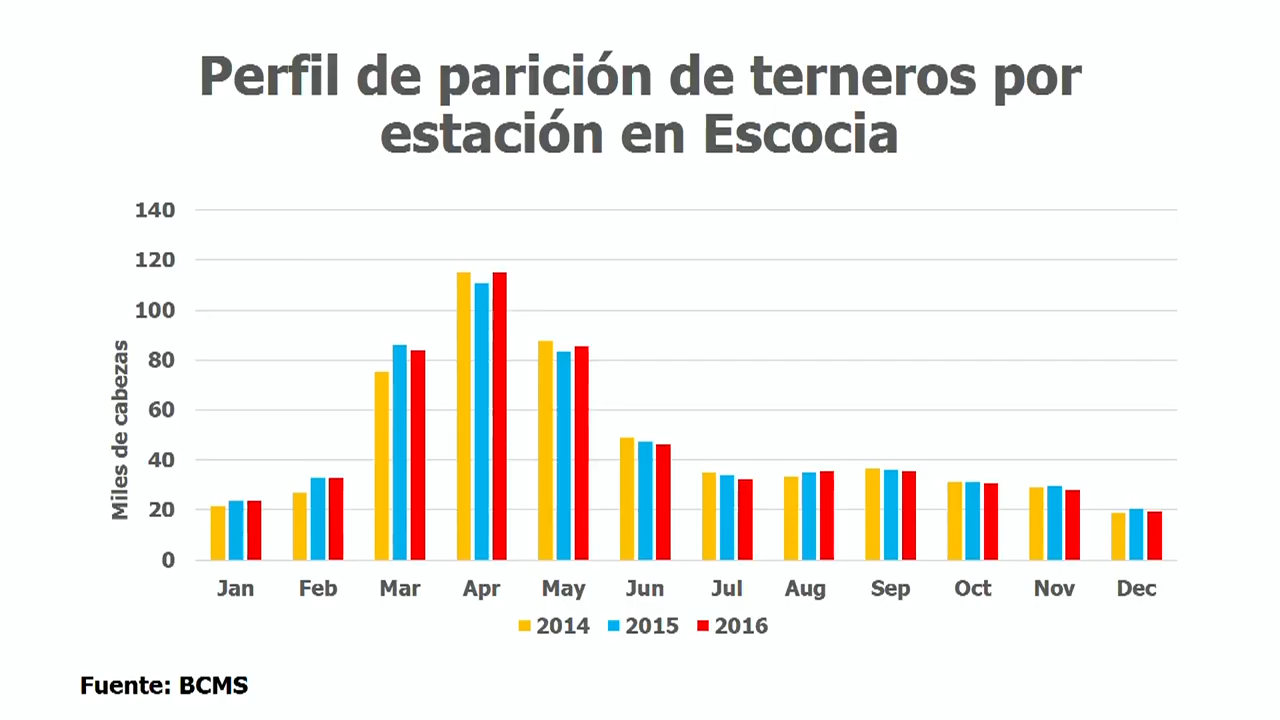 Perfil de parición de terneros por
estación en Escocia
Miles de cabezas
140
120
100
80
60
40
20
0
Jan Feb Mar Apr May Jun Jul Aug Sep Oct Nov Dec
2014 2015 2016
Fuente: BCMS